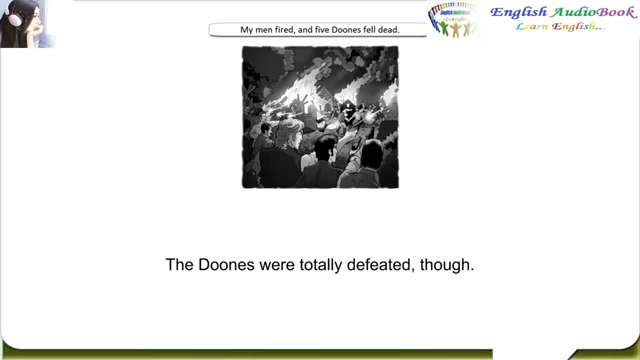 My men fired, and five Doones fell dead.
English AudioBook
Learn English...
The Doones were totally defeated, though.